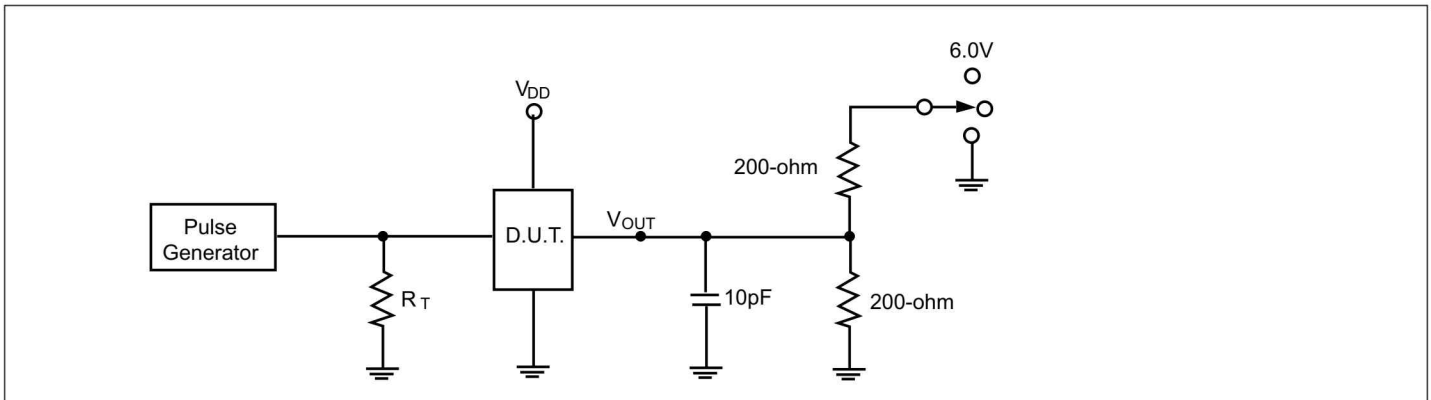 6.0V
VDD
200-ohm
Pulse
Generator
VOUT
D.U.T.
RT
10pF
200-ohm